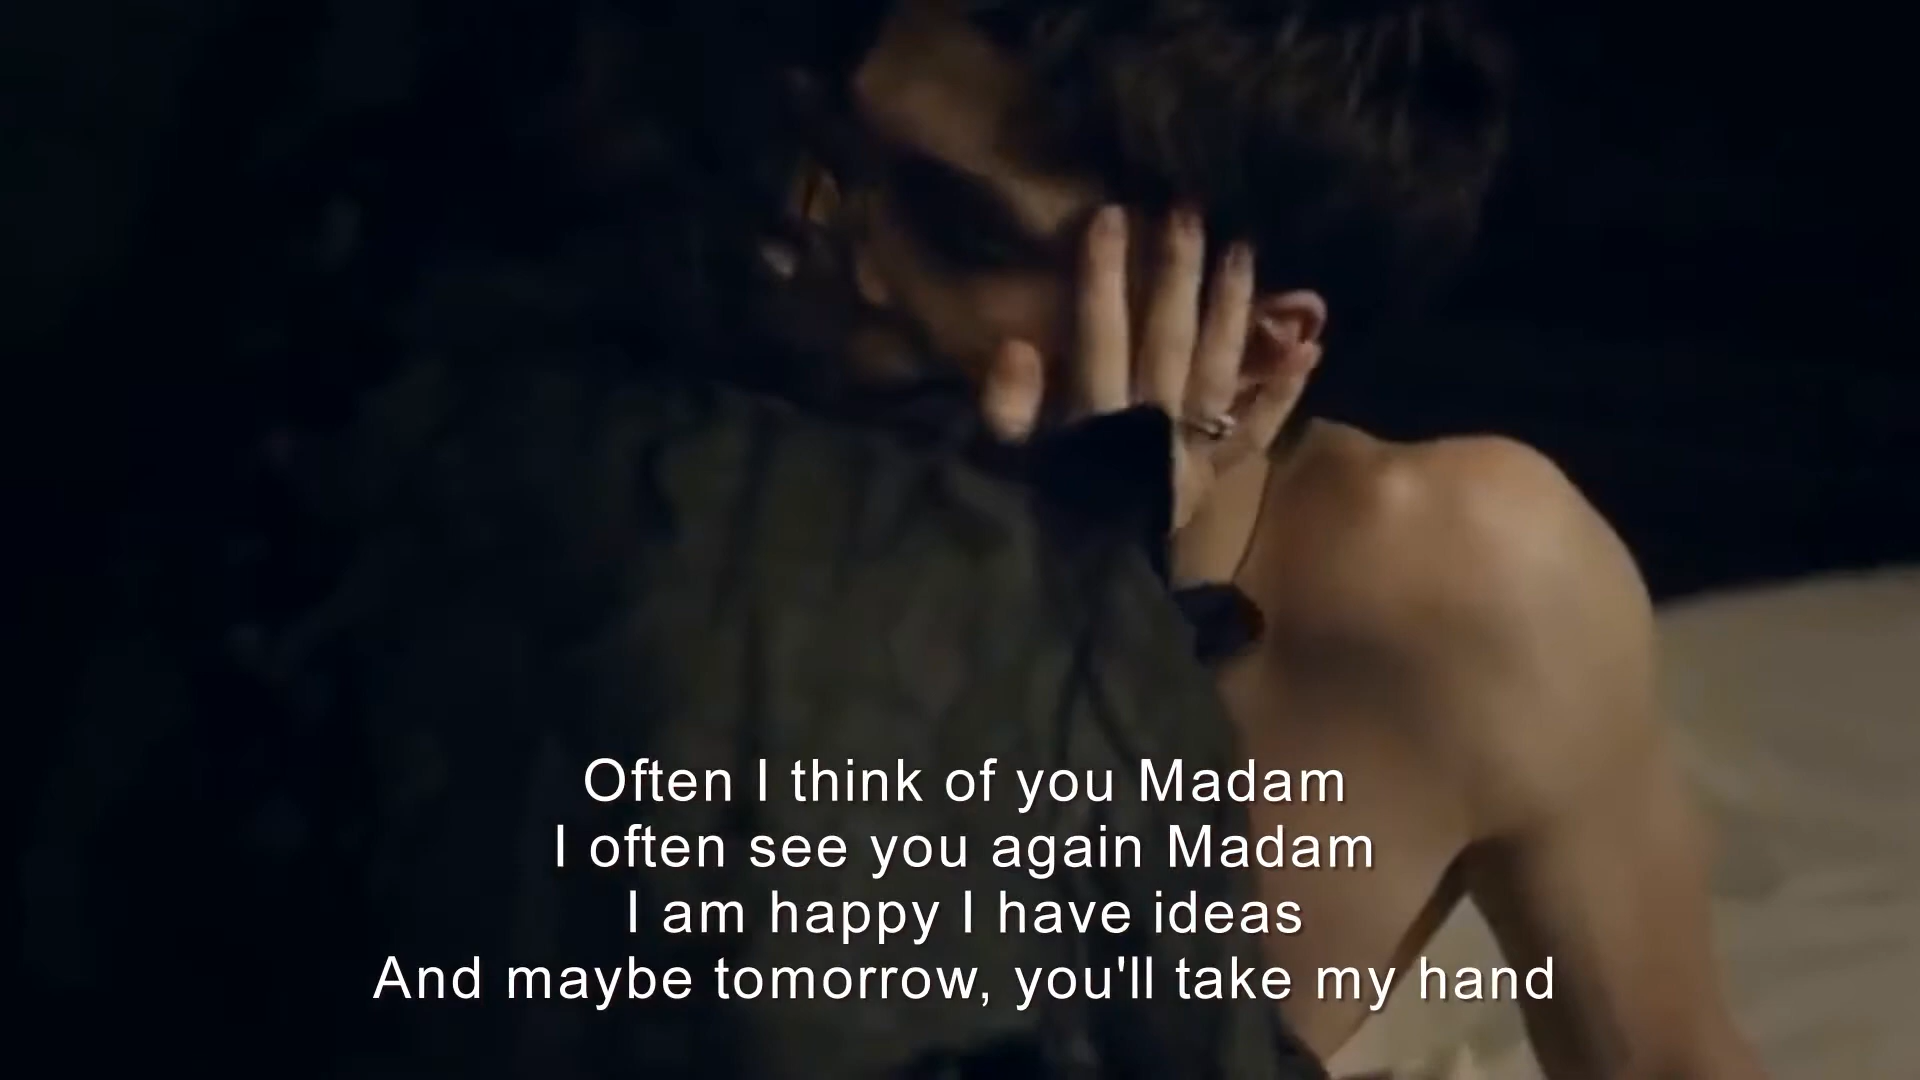 Often I think of you Madam
I often see you again Madam
I am happy I have ideas
And maybe tomorrow, you'll take my hand